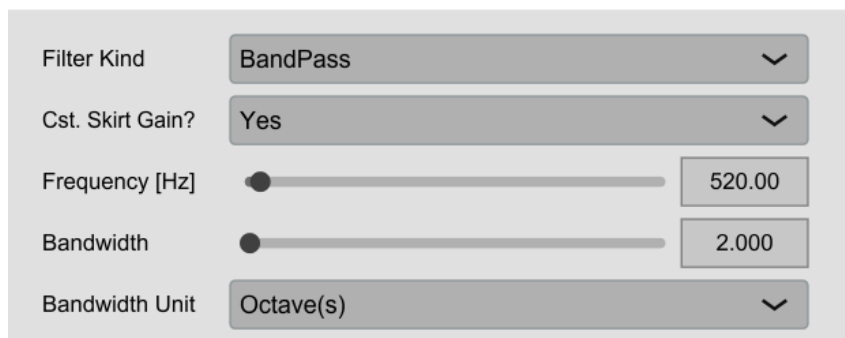 Filter Kind BandPass
Cst. Skirt Gain? Yes
Frequency [Hz] 520.00
Bandwidth 2.000
Bandwidth Unit Octave(s)